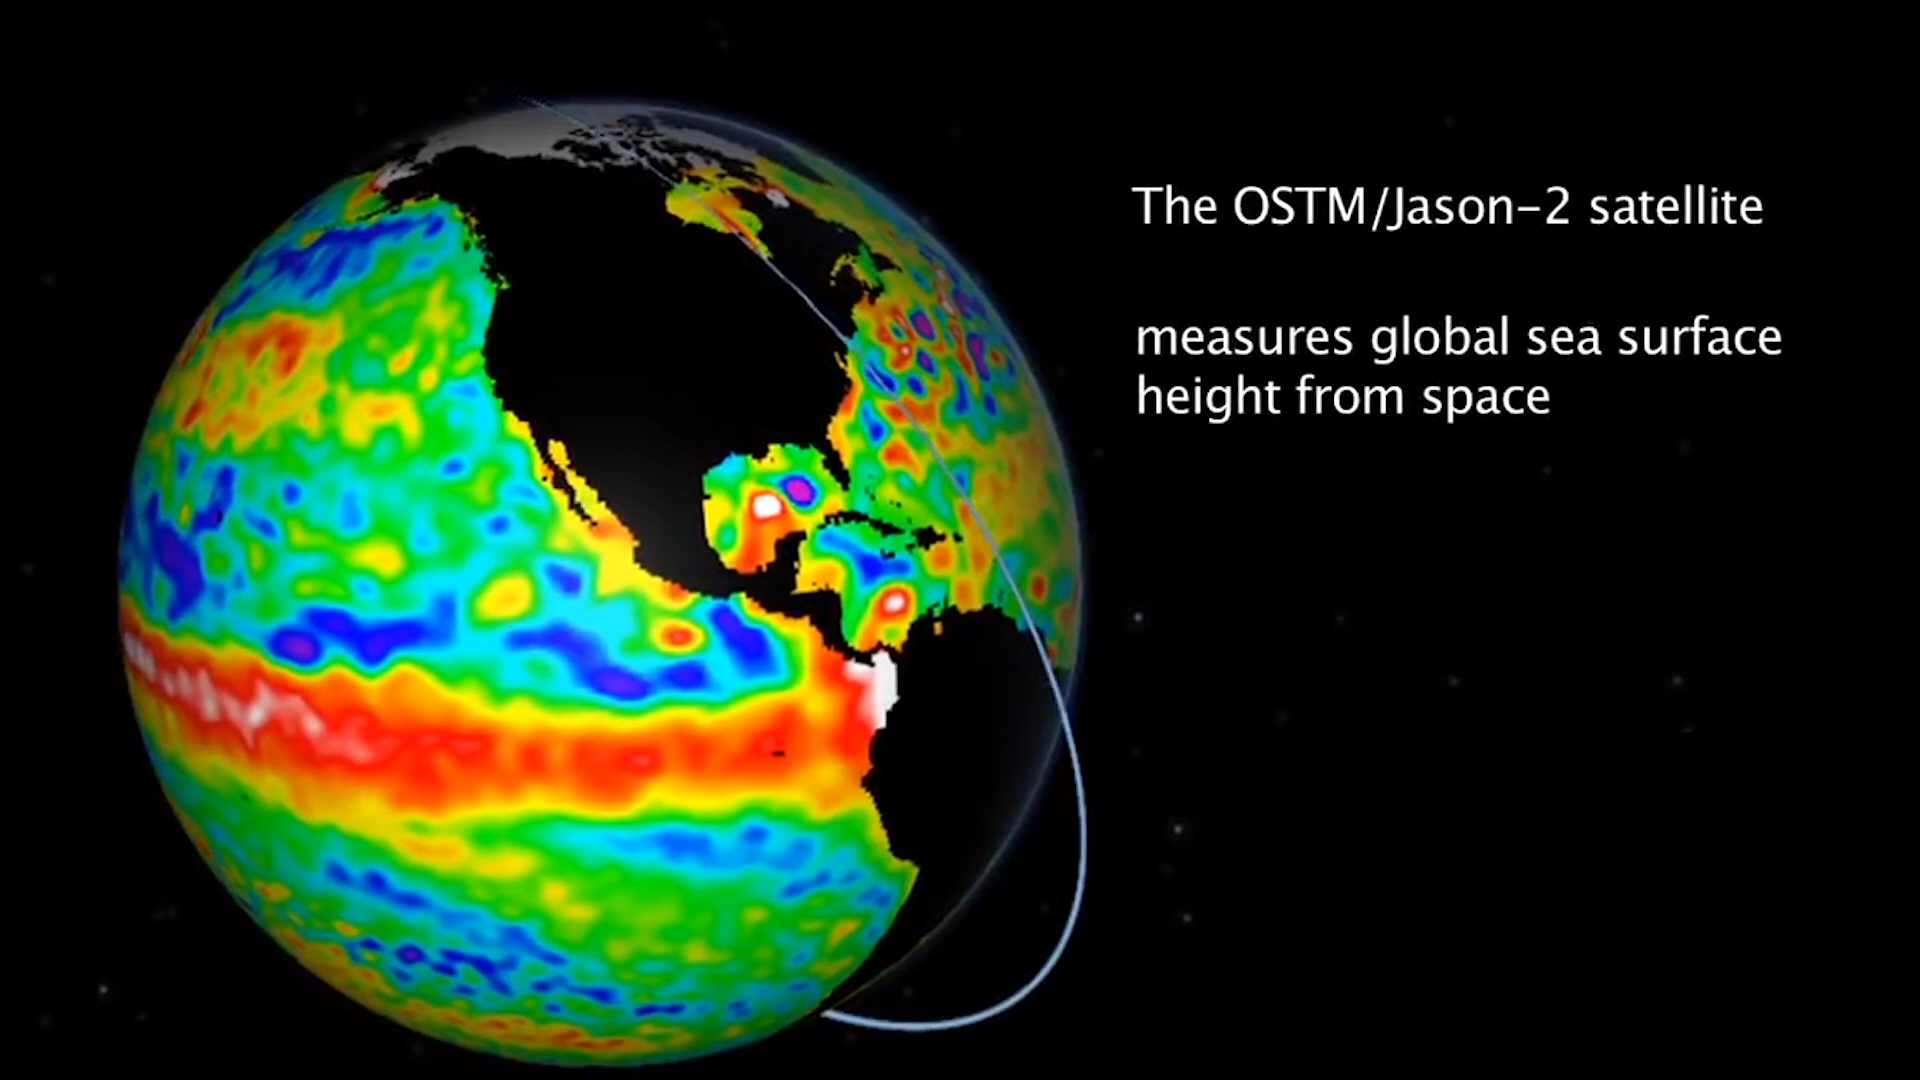 The OSTM/Jason-2 satellite
measures global sea surface
height from space